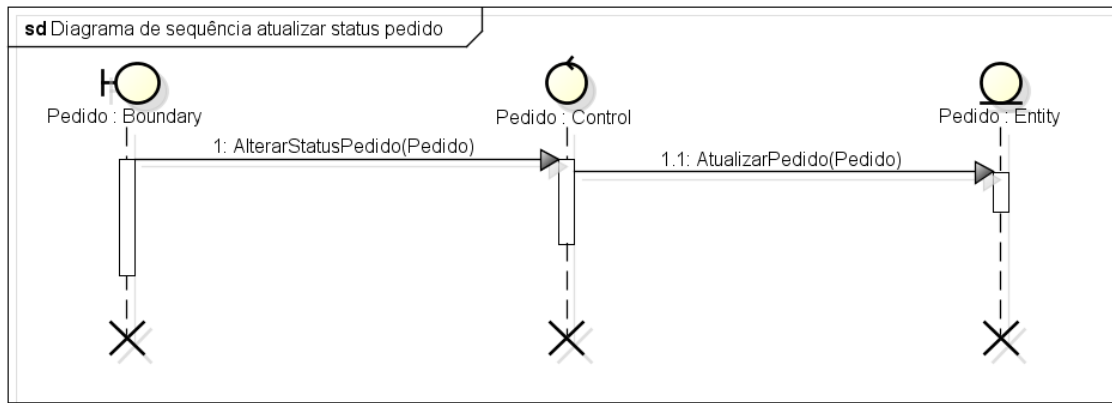 sd Diagrama de sequência atualizar status pedido
Pedido : Boundary
Pedido : Control
Pedido : Entity
1: AlterarStatusPedido(Pedido)
1.1: AtualizarPedido(Pedido)